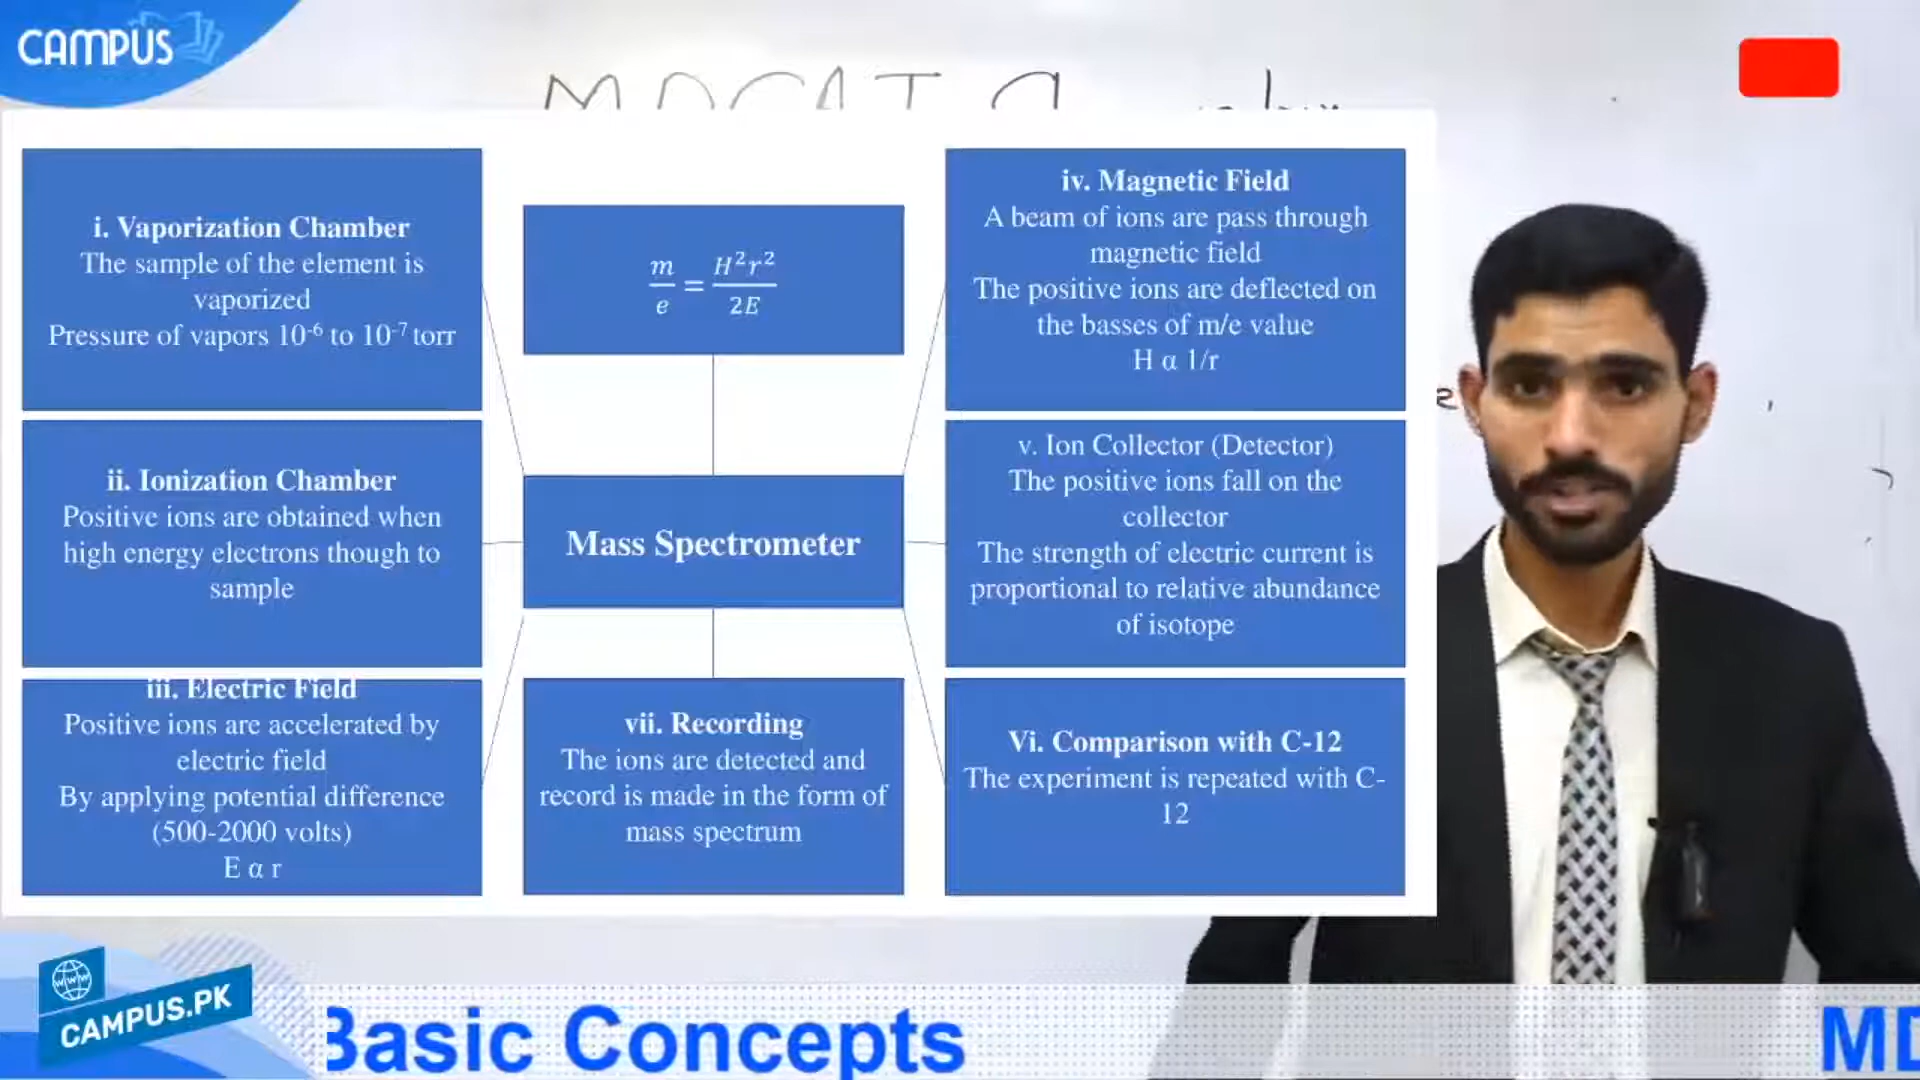 CAMPUS
MDCAT
i. Vaporization Chamber
The sample of the element is
vaporized
Pressure of vapors 10⁻⁶ to 10⁻⁷ torr
ii. Ionization Chamber
Positive ions are obtained when
high energy electrons though to
sample
iii. Electric Field
Positive ions are accelerated by
electric field
By applying potential difference
(500-2000 volts)
E α r
m/e = H²r²/2E
Mass Spectrometer
vii. Recording
The ions are detected and
record is made in the form of
mass spectrum
iv. Magnetic Field
A beam of ions are pass through
magnetic field
The positive ions are deflected on
the basses of m/e value
H α 1/r
v. Ion Collector (Detector)
The positive ions fall on the
collector
The strength of electric current is
proportional to relative abundance
of isotope
Vi. Comparison with C-12
The experiment is repeated with C-
12
www
CAMPUS.PK
Basic Concepts
MD